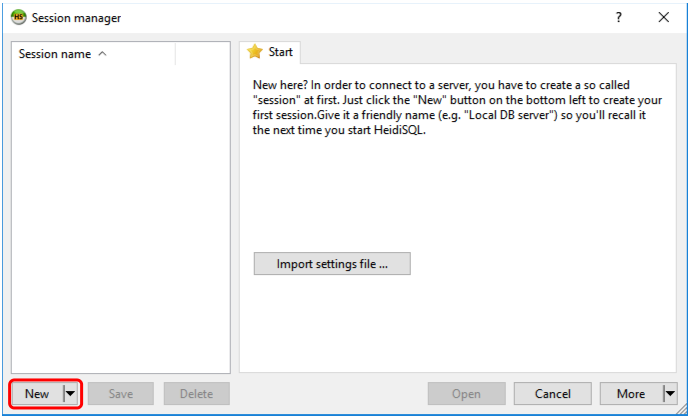 HS Session manager ?
Session name
Start
New here? In order to connect to a server, you have to create a so called
"session" at first. Just click the "New" button on the bottom left to create your
first session.Give it a friendly name (e.g. "Local DB server") so you'll recall it
the next time you start HeidiSQL.
Import settings file ...
New Save Delete Open Cancel More